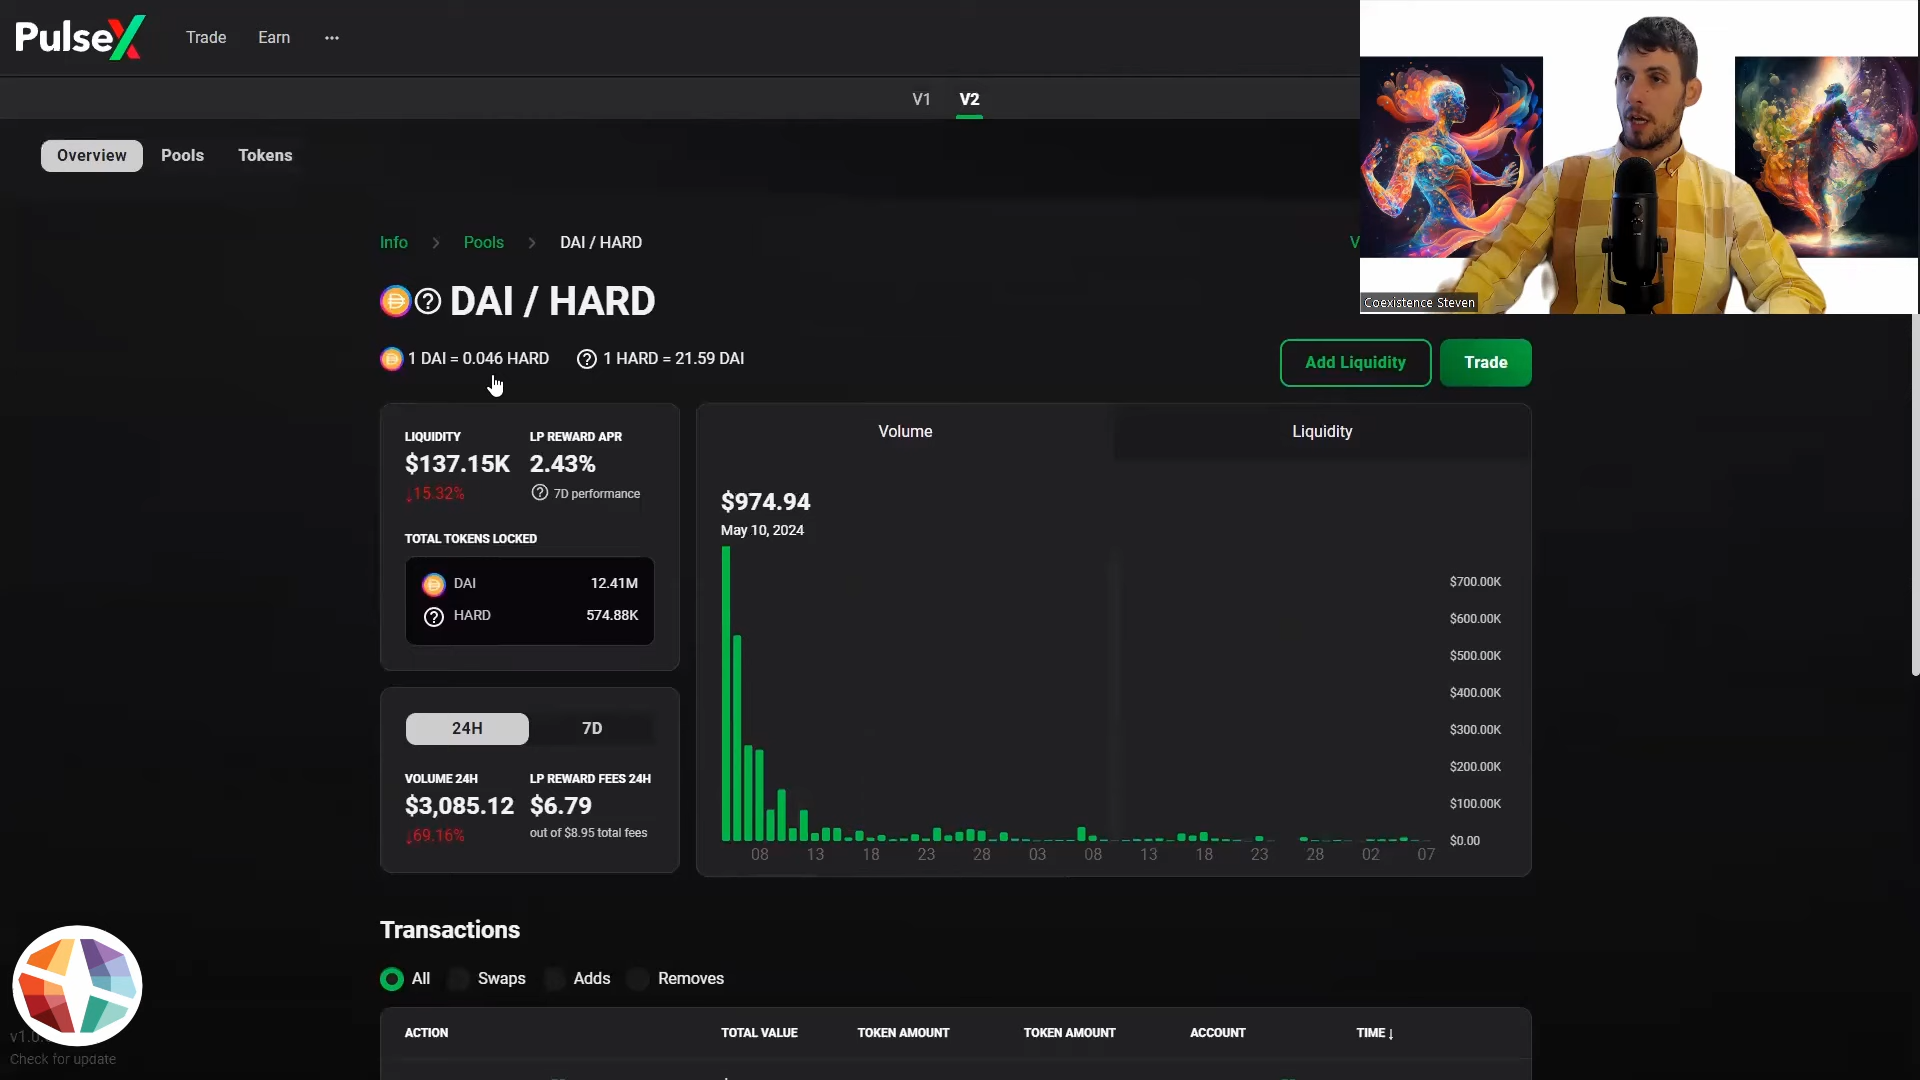 PulseX
Trade
Earn
V1
V2
Overview
Pools
Tokens
Info > Pools > DAI / HARD
V
Coexistence Steven
DAI / HARD
1 DAI = 0.046 HARD
1 HARD = 21.59 DAI
Add Liquidity
Trade
LIQUIDITY
$137.15K
↓15.32%
LP REWARD APR
2.43%
7D performance
TOTAL TOKENS LOCKED
DAI 12.41M
HARD 574.88K
24H
7D
VOLUME 24H
$3,085.12
↓69.16%
LP REWARD FEES 24H
$6.79
out of $8.95 total fees
Volume
Liquidity
$974.94
May 10, 2024
$700.00K
$600.00K
$500.00K
$400.00K
$300.00K
$200.00K
$100.00K
$0.00
08 13 18 23 28 03 08 13 18 23 28 02 07
Transactions
All
Swaps
Adds
Removes
ACTION
TOTAL VALUE
TOKEN AMOUNT
TOKEN AMOUNT
ACCOUNT
TIME ↓
Check for update